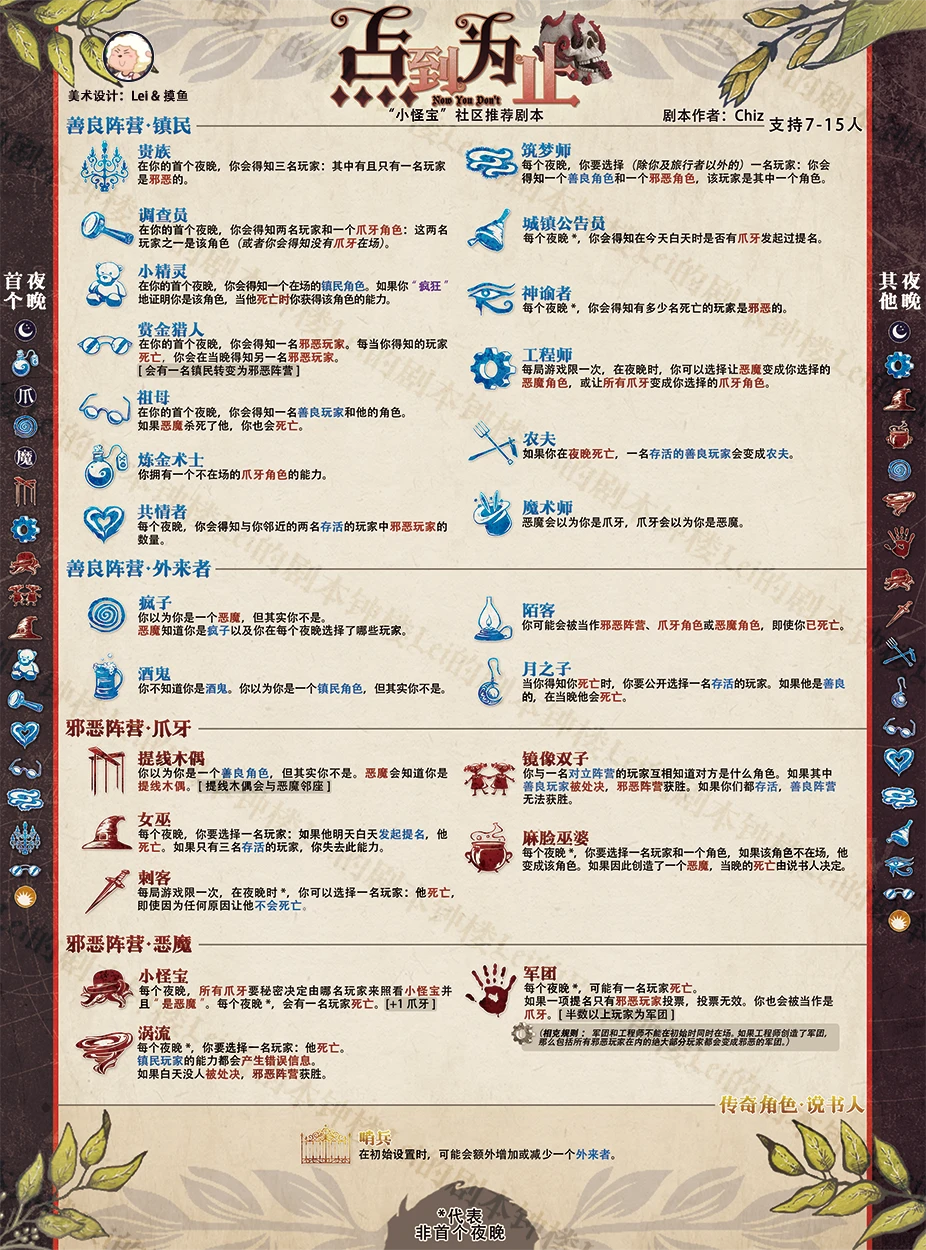 点到为止
Now You Don't
美术设计：Lei & 摸鱼
“小怪宝”社区推荐剧本
剧本作者：Chiz
支持7-15人
善良阵营·镇民
贵族
在你的首个夜晚，你会得知三名玩家：其中有且只有一名玩家
是邪恶的。
调查员
在你的首个夜晚，你会得知两名玩家和一个爪牙角色：这两名
玩家之一是该角色（或者你会得知没有爪牙在场）。
小精灵
在你的首个夜晚，你会得知一个在场的镇民角色。如果你“疯狂”
地证明你是该角色，当他死亡时你获得该角色的能力。
赏金猎人
在你的首个夜晚，你会得知一名邪恶玩家。每当你得知的玩家
死亡，你会在当晚得知另一名邪恶玩家。
[会有一名镇民转变为邪恶阵营]
祖母
在你的首个夜晚，你会得知一名善良玩家和他的角色。
如果恶魔杀死了他，你也会死亡。
炼金术士
你拥有一个不在场的爪牙角色的能力。
共情者
每个夜晚，你会得知与你邻近的两名存活的玩家中邪恶玩家的
数量。
筑梦师
每个夜晚，你要选择（除你及旅行者以外的）一名玩家：你会
得知一个善良角色和一个邪恶角色，该玩家是其中一个角色。
城镇公告员
每个夜晚*，你会得知在今天白天时是否有爪牙发起过提名。
神谕者
每个夜晚*，你会得知有多少名死亡的玩家是邪恶的。
工程师
每局游戏限一次，在夜晚时，你可以选择让恶魔变成你选择的
恶魔角色，或让所有爪牙变成你选择的爪牙角色。
农夫
如果你在夜晚死亡，一名存活的善良玩家会变成农夫。
魔术师
恶魔会以为你是爪牙，爪牙会以为你是恶魔。
善良阵营·外来者
疯子
你以为你是一个恶魔，但其实你不是。
恶魔知道你是疯子以及你在每个夜晚选择了哪些玩家。
酒鬼
你不知道你是酒鬼。你以为你是一个镇民角色，但其实你不是。
陌客
你可能会被当作邪恶阵营、爪牙角色或恶魔角色，即使你已死亡。
月之子
当你得知你死亡时，你要公开选择一名存活的玩家。如果他是善良
的，在当晚他会死亡。
邪恶阵营·爪牙
提线木偶
你以为你是一个善良角色，但其实你不是。恶魔会知道你是
提线木偶。[提线木偶会与恶魔邻座]
女巫
每个夜晚，你要选择一名玩家：如果他明天白天发起提名，他
死亡。如果只有三名存活的玩家，你失去此能力。
刺客
每局游戏限一次，在夜晚时*，你可以选择一名玩家：他死亡，
即使因为任何原因让他不会死亡。
镜像双子
你与一名对立阵营的玩家互相知道对方是什么角色。如果其中
善良玩家被处决，邪恶阵营获胜。如果你们都存活，善良阵营
无法获胜。
麻脸巫婆
每个夜晚*，你要选择一名玩家和一个角色，如果该角色不在场，他
变成该角色。如果因此创造了一个恶魔，当晚的死亡由说书人决定。
邪恶阵营·恶魔
小怪宝
每个夜晚，所有爪牙要秘密决定由哪名玩家来照看小怪宝并
且“是恶魔”。每个夜晚*，会有一名玩家死亡。[+1 爪牙]
涡流
每个夜晚*，你要选择一名玩家：他死亡。
镇民玩家的能力都会产生错误信息。
如果白天没人被处决，邪恶阵营获胜。
军团
每个夜晚*，可能有一名玩家死亡。
如果一项提名只有邪恶玩家投票，投票无效。你也会被当作是
爪牙。[半数以上玩家为军团]
（相克规则：军团和工程师不能在初始时同时在场。如果工程师创造了军团，
那么包括所有邪恶玩家在内的绝大部分玩家都会变成邪恶的军团。）
传奇角色·说书人
哨兵
在初始设置时，可能会额外增加或减少一个外来者。
*代表
非首个夜晚
首个夜晚
爪
魔
其他夜晚